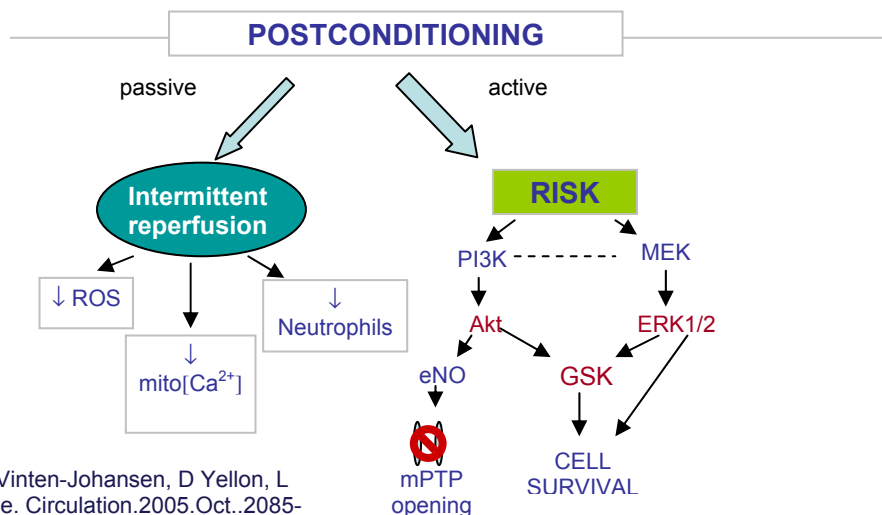 POSTCONDITIONING
passive
active
Intermittent
reperfusion
RISK
PI3K
MEK
↓ ROS
↓
mito[Ca²⁺]
↓
Neutrophils
Akt
ERK1/2
eNO
GSK
mPTP
opening
CELL
SURVIVAL
Vinten-Johansen, D Yellon, L
e. Circulation.2005.Oct..2085-